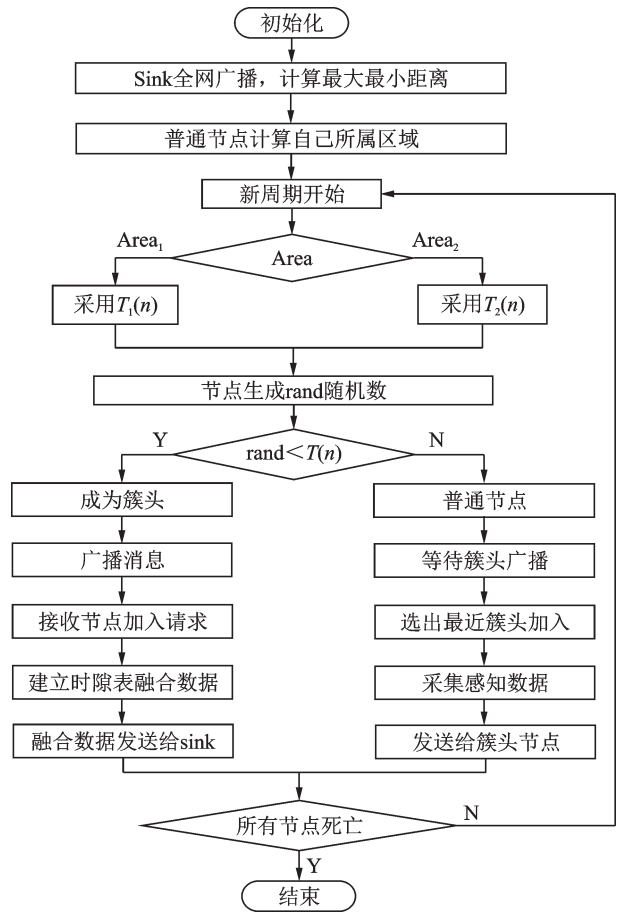 初始化
Sink全网广播，计算最大最小距离
普通节点计算自己所属区域
新周期开始
Area₁
Area
Area₂
采用T₁(n)
采用T₂(n)
节点生成rand随机数
Y
rand＜T(n)
N
成为簇头
普通节点
广播消息
等待簇头广播
接收节点加入请求
选出最近簇头加入
建立时隙表融合数据
采集感知数据
融合数据发送给sink
发送给簇头节点
所有节点死亡
N
Y
结束